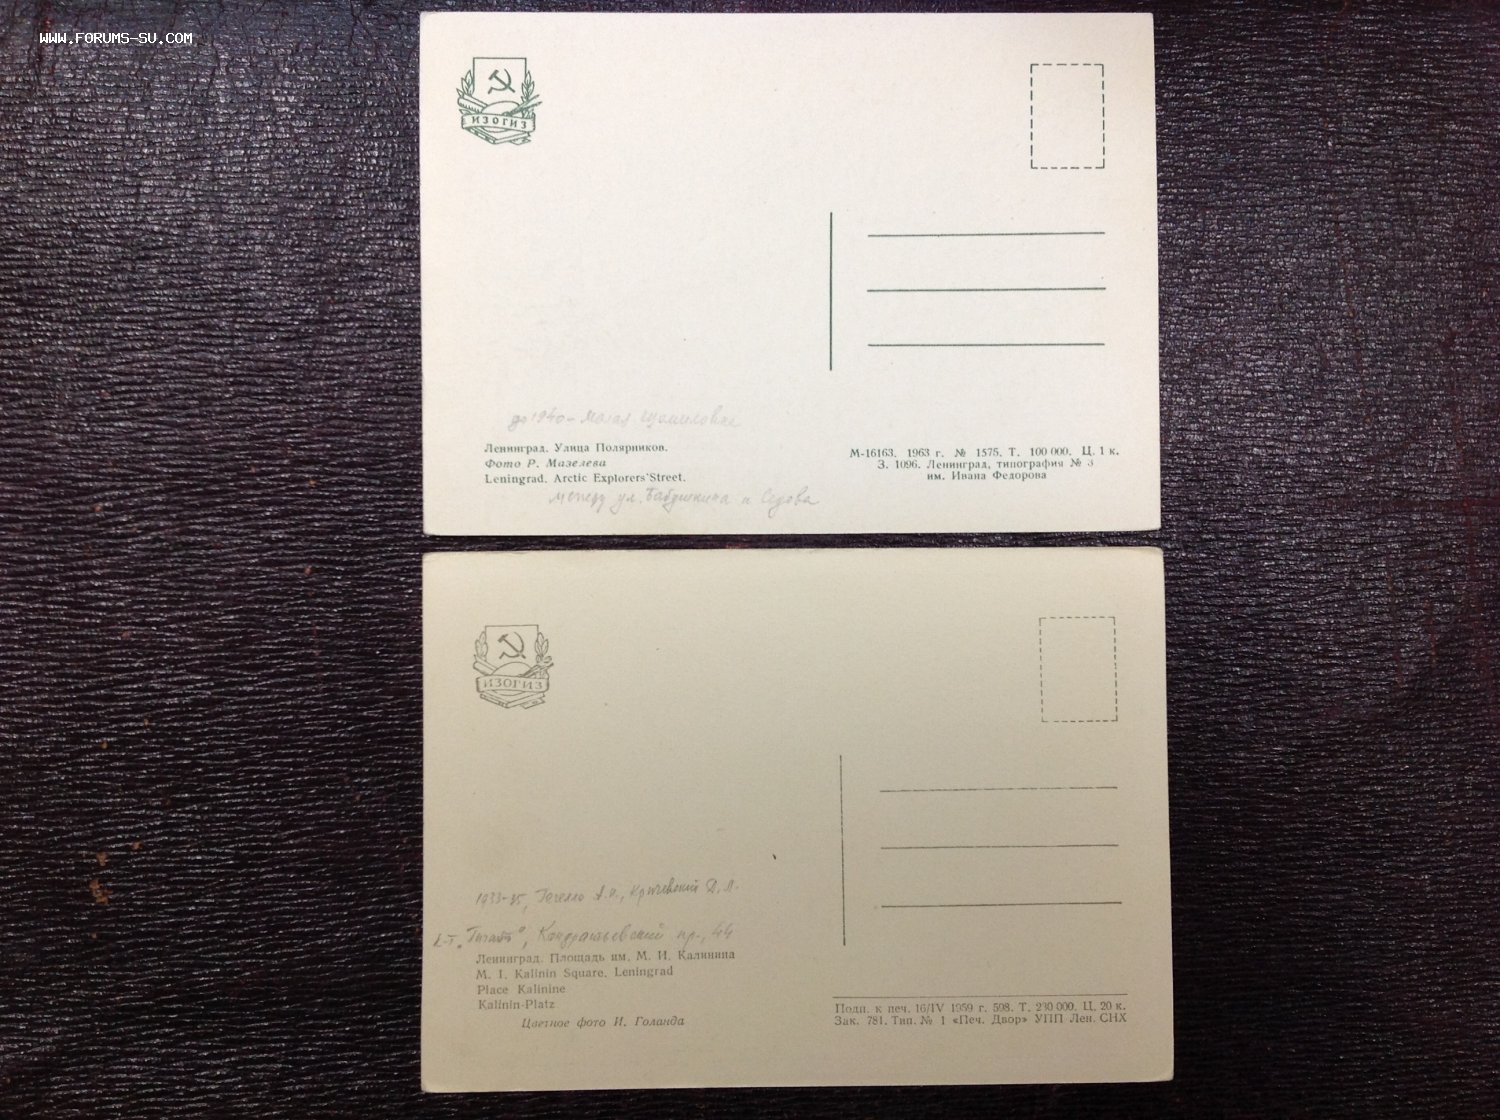 WWW.FORUMS-SU.COM
ИЗОГИЗ
до 1940 - Малая Щемиловка
Ленинград. Улица Полярников.
Фото Р. Мазелева
Leningrad. Arctic Explorers'Street.
между ул. Бабушкина и Седова
М-16163. 1963 г. № 1575. Т. 100 000. Ц. 1 к.
З. 1096. Ленинград, типография № 3
им. Ивана Федорова
ИЗОГИЗ
1933-35, Гегелло А.И., Кричевский Д.Л.
к-т „Гигант", Кондратьевский пр., 44
Ленинград. Площадь им. М. И. Калинина
M. I. Kalinin Square. Leningrad
Place Kalinine
Kalinin-Platz
Цветное фото И. Голанда
Подп. к печ. 16/IV 1959 г. 598. Т. 230 000. Ц. 20 к.
Зак. 781. Тип. № 1 «Печ. Двор» УПП Лен. СНХ